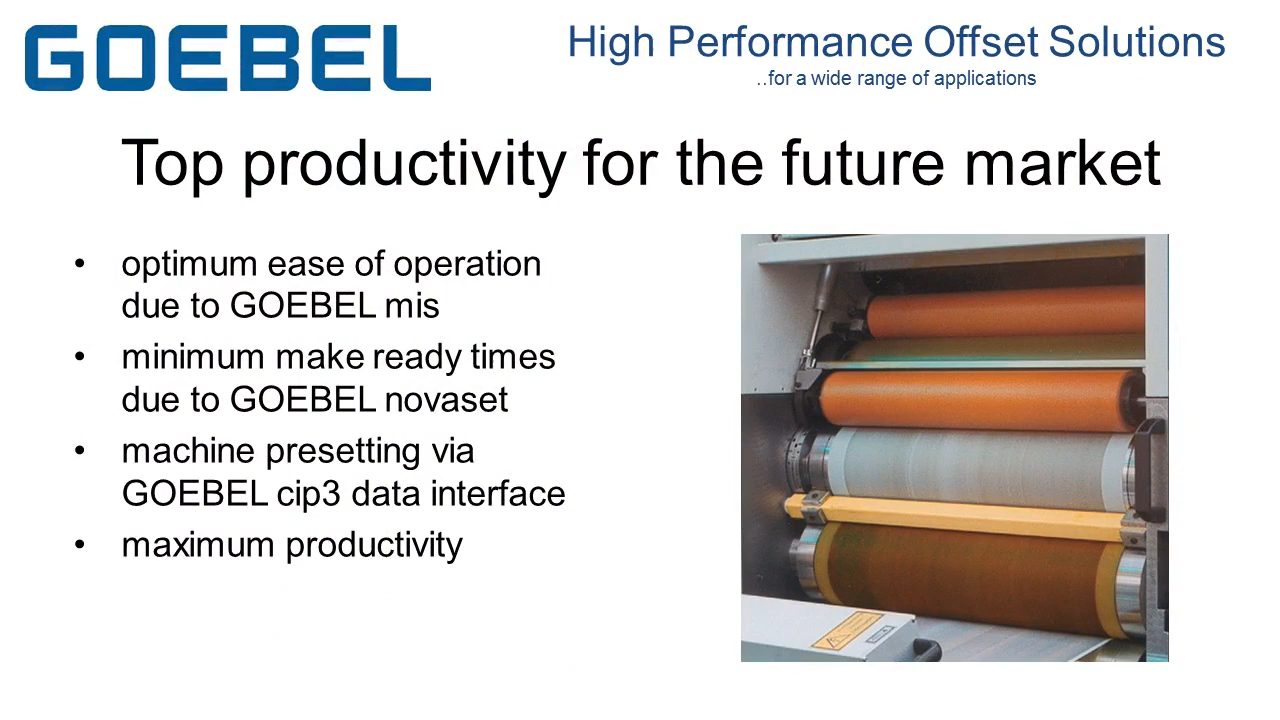 GOEBEL
High Performance Offset Solutions
..for a wide range of applications
Top productivity for the future market
• optimum ease of operation
due to GOEBEL mis
• minimum make ready times
due to GOEBEL novaset
• machine presetting via
GOEBEL cip3 data interface
• maximum productivity